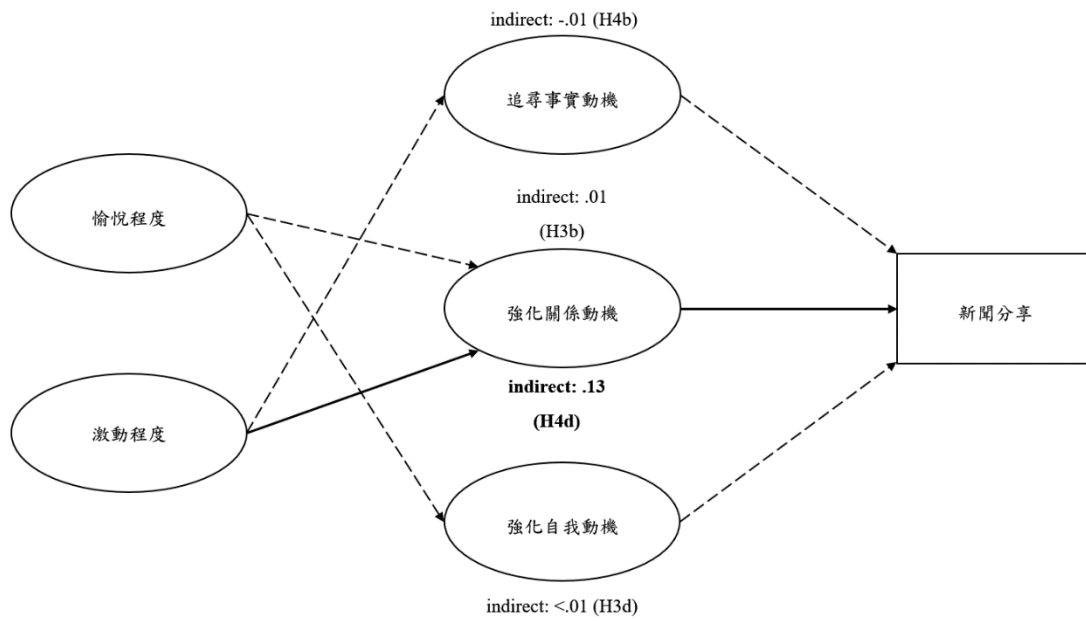 indirect: -.01 (H4b)
追尋事實動機
愉悅程度
indirect: .01
(H3b)
強化關係動機
新聞分享
indirect: .13
(H4d)
激動程度
強化自我動機
indirect: <.01 (H3d)